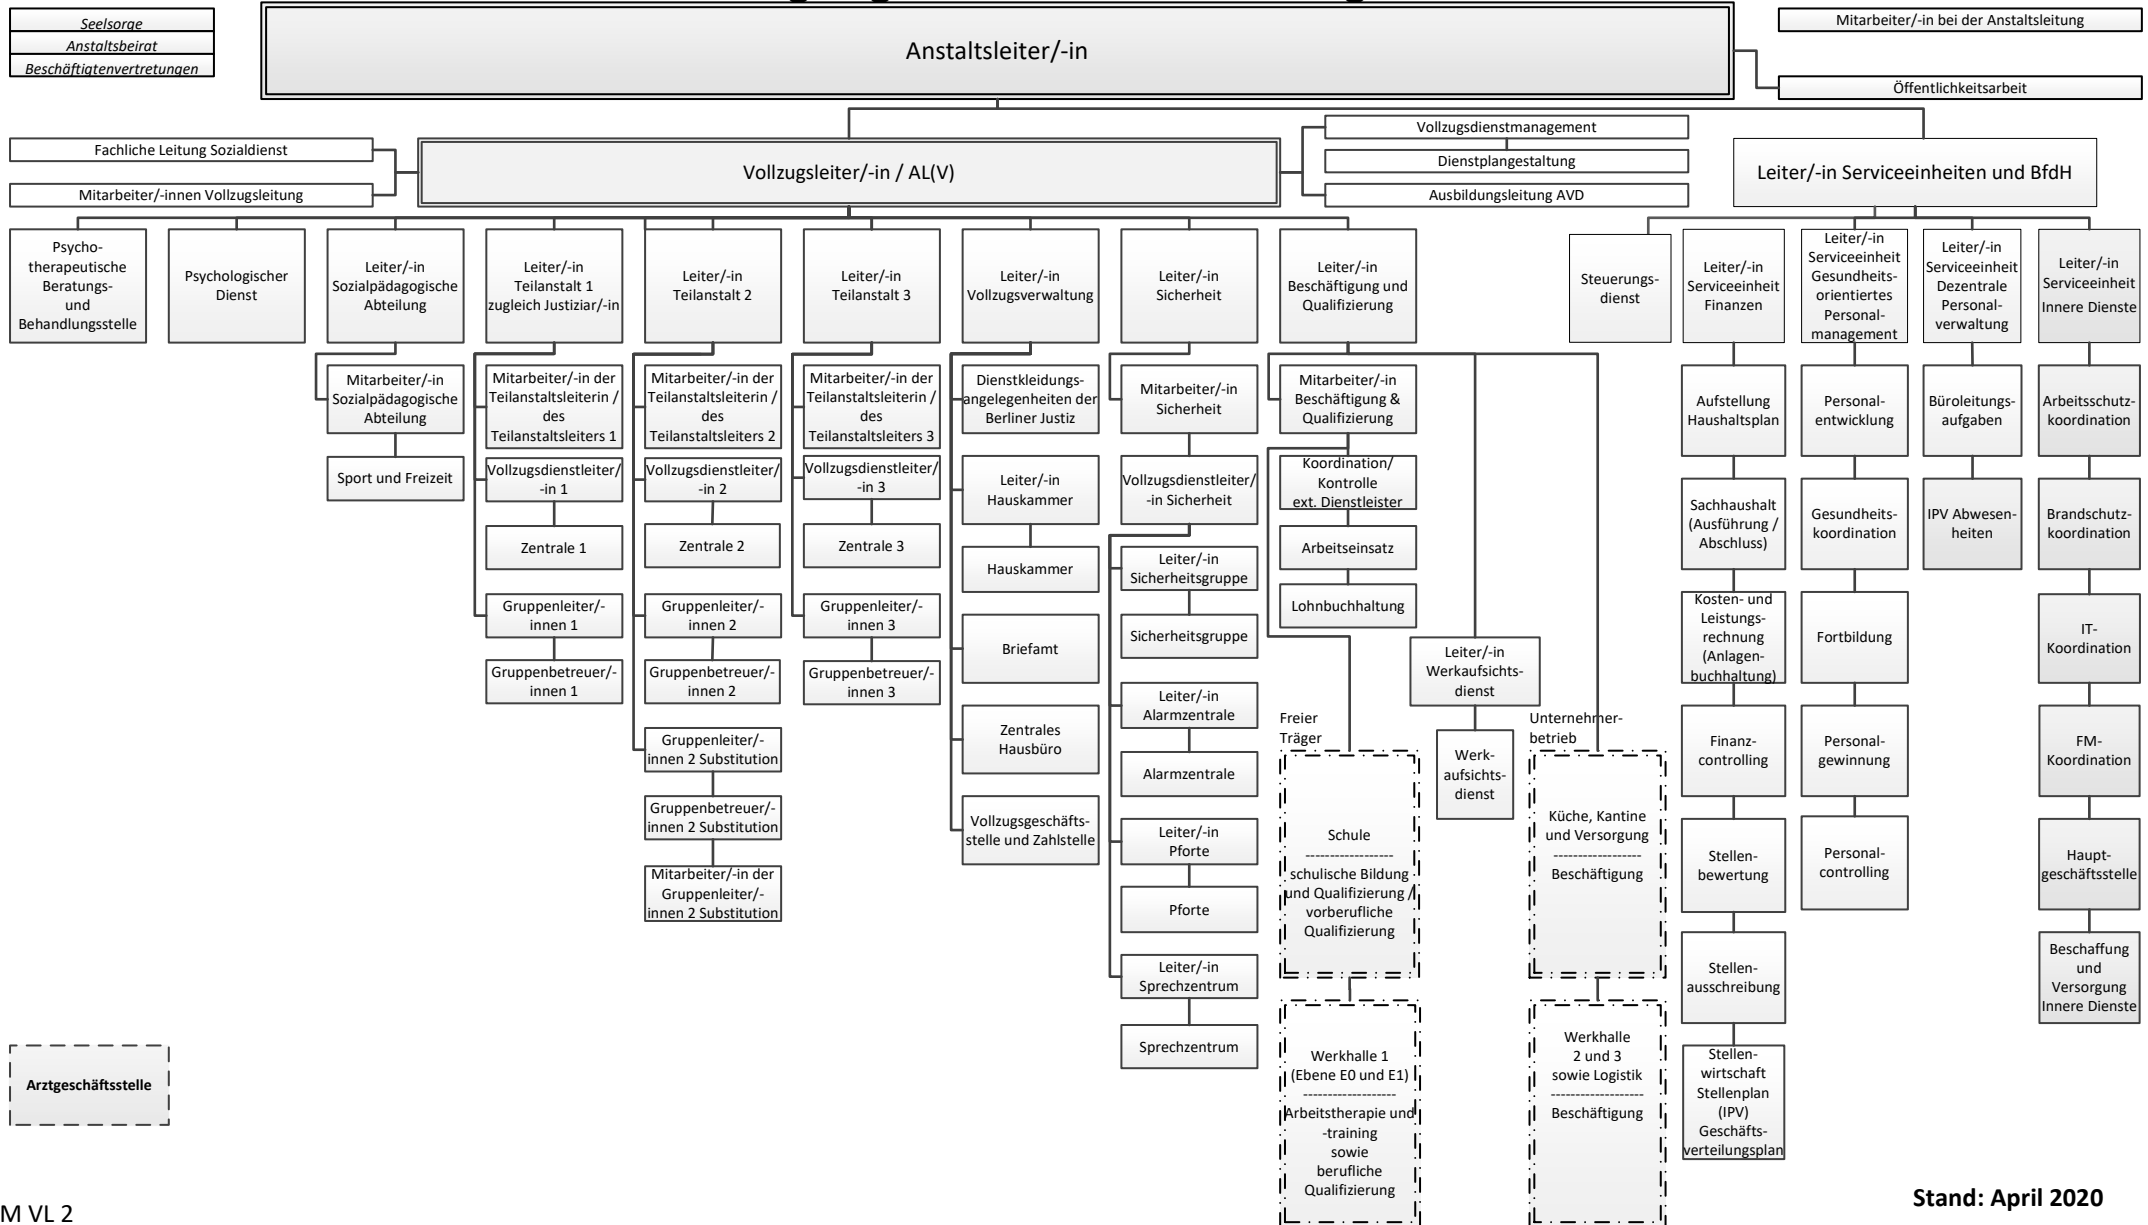 Seelsorge
Anstaltsbeirat
Beschäftigtenvertretungen
Anstaltsleiter/-in
Mitarbeiter/-in bei der Anstaltsleitung
Öffentlichkeitsarbeit
Fachliche Leitung Sozialdienst
Mitarbeiter/-innen Vollzugsleitung
Vollzugsleiter/-in / AL(V)
Vollzugsdienstmanagement
Dienstplangestaltung
Ausbildungsleitung AVD
Leiter/-in Serviceeinheiten und BfdH
Psycho-
therapeutische
Beratungs-
und
Behandlungsstelle
Psychologischer
Dienst
Leiter/-in
Sozialpädagogische
Abteilung
Mitarbeiter/-in
Sozialpädagogische
Abteilung
Sport und Freizeit
Leiter/-in
Teilanstalt 1
zugleich Justiziar/-in
Mitarbeiter/-in der
Teilanstaltsleiterin /
des
Teilanstaltsleiters 1
Vollzugsdienstleiter/
-in 1
Zentrale 1
Gruppenleiter/-
innen 1
Gruppenbetreuer/-
innen 1
Leiter/-in
Teilanstalt 2
Mitarbeiter/-in der
Teilanstaltsleiterin /
des
Teilanstaltsleiters 2
Vollzugsdienstleiter/
-in 2
Zentrale 2
Gruppenleiter/-
innen 2
Gruppenbetreuer/-
innen 2
Gruppenleiter/-
innen 2 Substitution
Gruppenbetreuer/-
innen 2 Substitution
Mitarbeiter/-in der
Gruppenleiter/-
innen 2 Substitution
Leiter/-in
Teilanstalt 3
Mitarbeiter/-in der
Teilanstaltsleiterin /
des
Teilanstaltsleiters 3
Vollzugsdienstleiter/
-in 3
Zentrale 3
Gruppenleiter/-
innen 3
Gruppenbetreuer/-
innen 3
Leiter/-in
Vollzugsverwaltung
Dienstkleidungs-
angelegenheiten der
Berliner Justiz
Leiter/-in
Hauskammer
Hauskammer
Briefamt
Zentrales
Hausbüro
Vollzugsgeschäfts-
stelle und Zahlstelle
Leiter/-in
Sicherheit
Mitarbeiter/-in
Sicherheit
Vollzugsdienstleiter/
-in Sicherheit
Leiter/-in
Sicherheitsgruppe
Sicherheitsgruppe
Leiter/-in
Alarmzentrale
Alarmzentrale
Leiter/-in
Pforte
Pforte
Leiter/-in
Sprechzentrum
Sprechzentrum
Leiter/-in
Beschäftigung und
Qualifizierung
Mitarbeiter/-in
Beschäftigung &
Qualifizierung
Koordination/
Kontrolle
ext. Dienstleister
Arbeitseinsatz
Lohnbuchhaltung
Freier
Träger
Schule
-------------------
schulische Bildung
und Qualifizierung /
vorberufliche
Qualifizierung
Werkhalle 1
(Ebene E0 und E1)
--------------------
Arbeitstherapie und
-training
sowie
berufliche
Qualifizierung
Leiter/-in
Werkaufsichts-
dienst
Werk-
aufsichts-
dienst
Unternehmer-
betrieb
Küche, Kantine
und Versorgung
-------------------
Beschäftigung
Werkhalle
2 und 3
sowie Logistik
--------------------
Beschäftigung
Steuerungs-
dienst
Leiter/-in
Serviceeinheit
Finanzen
Aufstellung
Haushaltsplan
Sachhaushalt
(Ausführung /
Abschluss)
Kosten- und
Leistungs-
rechnung
(Anlagen-
buchhaltung)
Finanz-
controlling
Stellen-
bewertung
Stellen-
ausschreibung
Stellen-
wirtschaft
Stellenplan
(IPV)
Geschäfts-
verteilungsplan
Leiter/-in
Serviceeinheit
Gesundheits-
orientiertes
Personal-
management
Personal-
entwicklung
Gesundheits-
koordination
Fortbildung
Personal-
gewinnung
Personal-
controlling
Leiter/-in
Serviceeinheit
Dezentrale
Personal-
verwaltung
Büroleitungs-
aufgaben
IPV Abwesen-
heiten
Leiter/-in
Serviceeinheit
Innere Dienste
Arbeitsschutz-
koordination
Brandschutz-
koordination
IT-
Koordination
FM-
Koordination
Haupt-
geschäftsstelle
Beschaffung
und
Versorgung
Innere Dienste
Arztgeschäftsstelle
M VL 2
Stand: April 2020